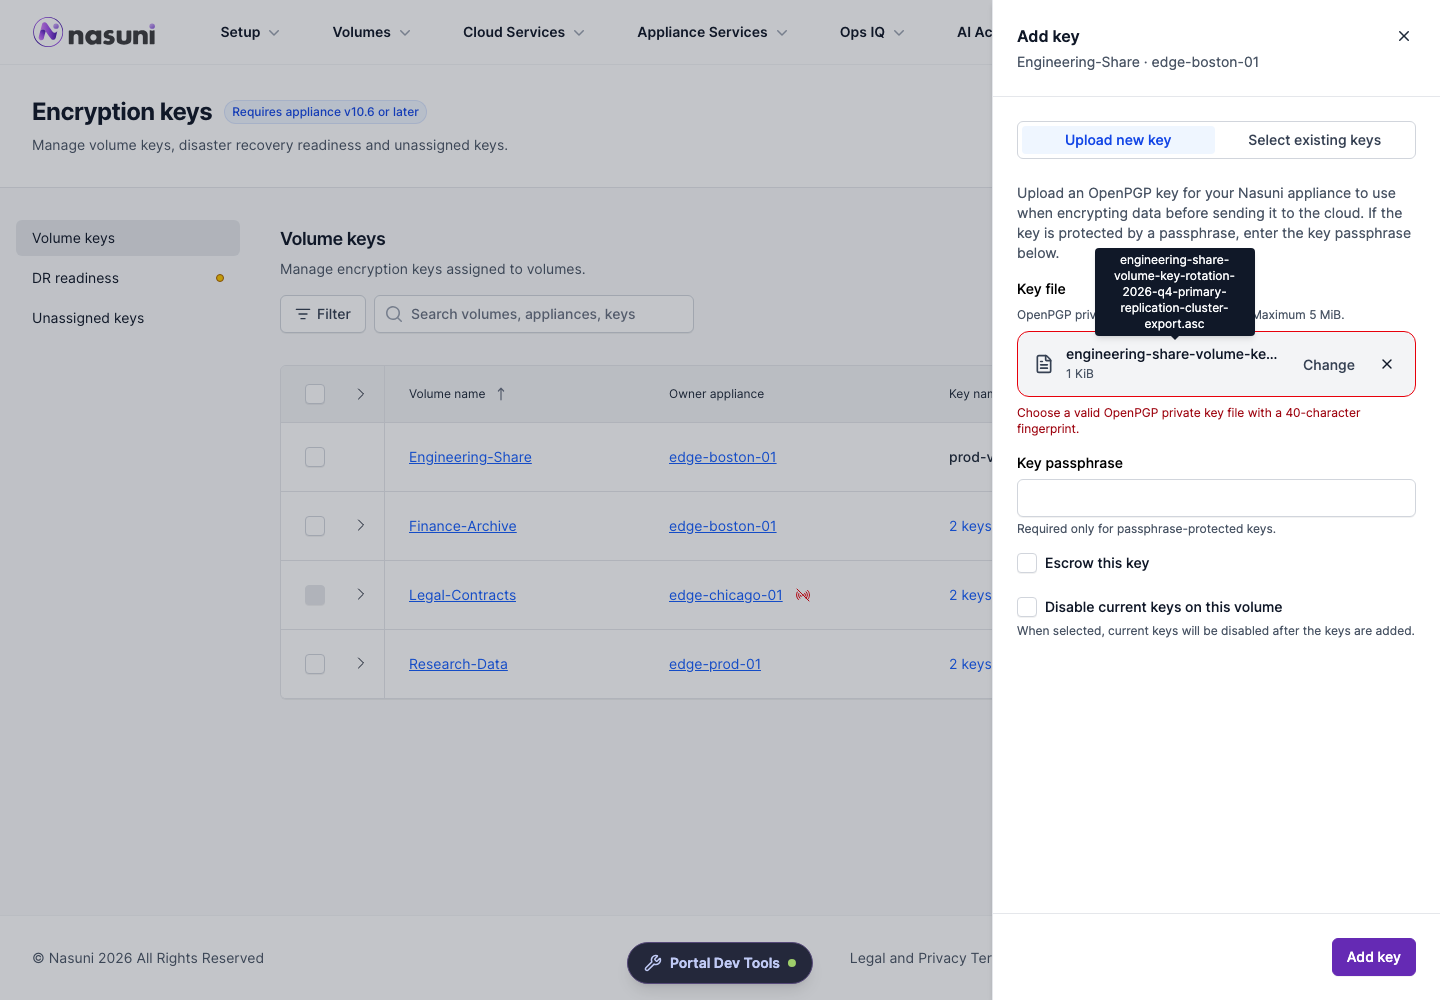 nasuni
Setup
Volumes
Cloud Services
Appliance Services
Ops IQ
AI Ac
Encryption keys
Requires appliance v10.6 or later
Manage volume keys, disaster recovery readiness and unassigned keys.
Volume keys
DR readiness
Unassigned keys
Volume keys
Manage encryption keys assigned to volumes.
Filter
Search volumes, appliances, keys
Volume name
Owner appliance
Key nam
Engineering-Share
edge-boston-01
prod-v
Finance-Archive
edge-boston-01
2 keys
Legal-Contracts
edge-chicago-01
2 keys
Research-Data
edge-prod-01
2 keys
© Nasuni 2026 All Rights Reserved
Portal Dev Tools
Legal and Privacy Ter
Add key
Engineering-Share · edge-boston-01
Upload new key
Select existing keys
Upload an OpenPGP key for your Nasuni appliance to use
when encrypting data before sending it to the cloud. If the
key is protected by a passphrase, enter the key passphrase
below.
engineering-share-
volume-key-rotation-
2026-q4-primary-
replication-cluster-
export.asc
Key file
OpenPGP priv
Maximum 5 MiB.
engineering-share-volume-ke...
1 KiB
Change
Choose a valid OpenPGP private key file with a 40-character
fingerprint.
Key passphrase
Required only for passphrase-protected keys.
Escrow this key
Disable current keys on this volume
When selected, current keys will be disabled after the keys are added.
Add key